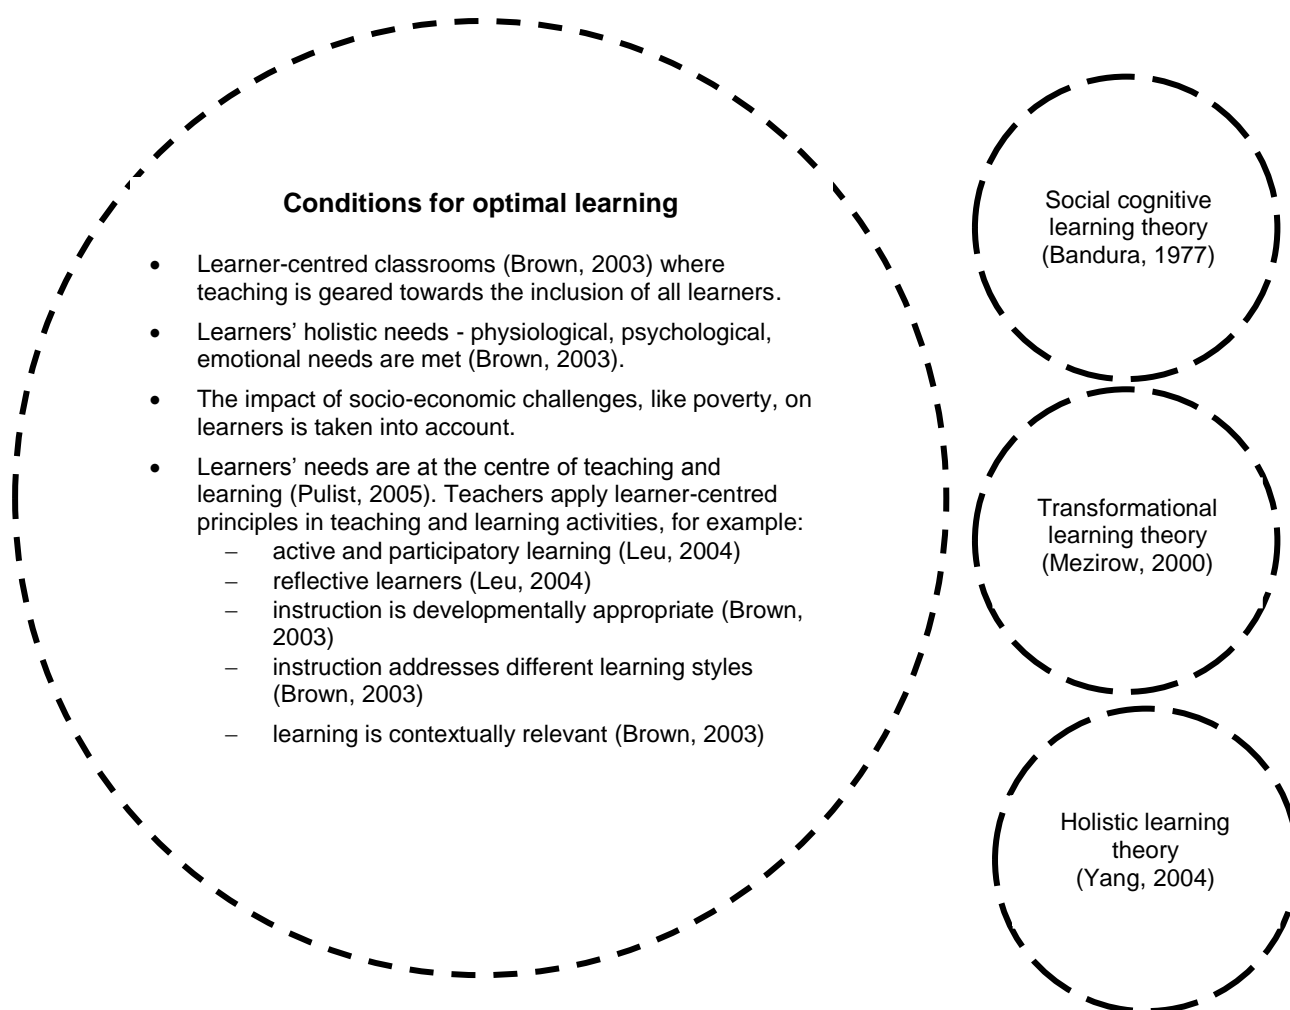 Conditions for optimal learning
• Learner-centred classrooms (Brown, 2003) where
teaching is geared towards the inclusion of all learners.
• Learners’ holistic needs - physiological, psychological,
emotional needs are met (Brown, 2003).
• The impact of socio-economic challenges, like poverty, on
learners is taken into account.
• Learners’ needs are at the centre of teaching and
learning (Pulist, 2005). Teachers apply learner-centred
principles in teaching and learning activities, for example:
– active and participatory learning (Leu, 2004)
– reflective learners (Leu, 2004)
– instruction is developmentally appropriate (Brown,
2003)
– instruction addresses different learning styles
(Brown, 2003)
– learning is contextually relevant (Brown, 2003)
Social cognitive
learning theory
(Bandura, 1977)
Transformational
learning theory
(Mezirow, 2000)
Holistic learning
theory
(Yang, 2004)